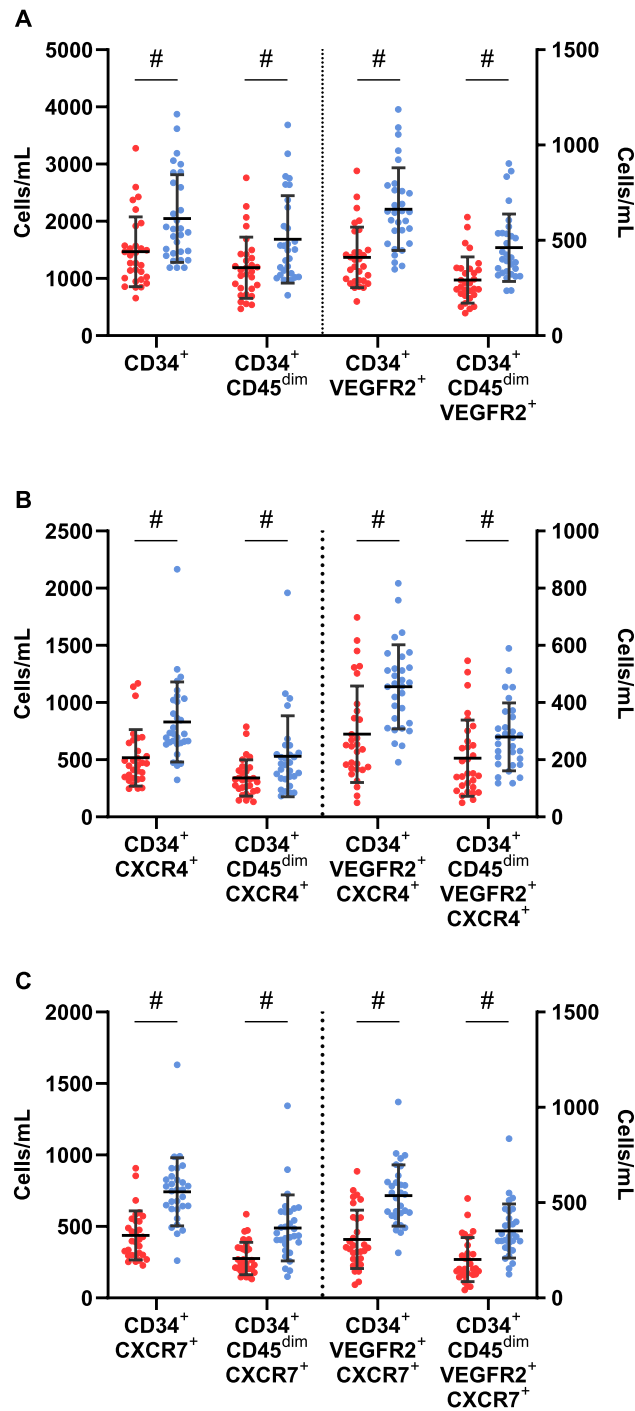 A
5000
4000
3000
2000
1000
0
Cells/mL
# # # #
1500
1000
500
0
Cells/mL
CD34⁺ CD34⁺ CD34⁺ CD34⁺
CD45ᵈⁱᵐ VEGFR2⁺ CD45ᵈⁱᵐ
VEGFR2⁺
B
2500
2000
1500
1000
500
0
Cells/mL
# # # #
1000
800
600
400
200
0
Cells/mL
CD34⁺ CD34⁺ CD34⁺ CD34⁺
CXCR4⁺ CD45ᵈⁱᵐ VEGFR2⁺ CD45ᵈⁱᵐ
CXCR4⁺ CXCR4⁺ VEGFR2⁺
CXCR4⁺
C
2000
1500
1000
500
0
Cells/mL
# # # #
1500
1000
500
0
Cells/mL
CD34⁺ CD34⁺ CD34⁺ CD34⁺
CXCR7⁺ CD45ᵈⁱᵐ VEGFR2⁺ CD45ᵈⁱᵐ
CXCR7⁺ CXCR7⁺ VEGFR2⁺
CXCR7⁺